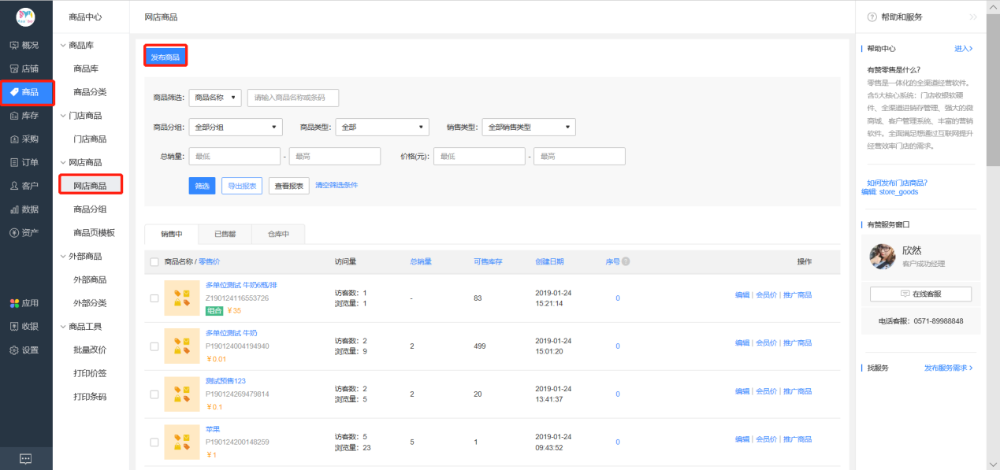 概况
店铺
商品
库存
采购
订单
客户
数据
资产
应用
收银
设置
商品中心
商品库
商品库
商品分类
门店商品
门店商品
网店商品
网店商品
商品分组
商品页模板
外部商品
外部商品
外部分类
商品工具
批量改价
打印价签
打印条码
网店商品
发布商品
商品筛选: 商品名称 请输入商品名称或条码
商品分组: 全部分组 商品类型: 全部 销售类型: 全部销售类型
总销量: 最低 - 最高 价格(元): 最低 - 最高
筛选 导出报表 查看报表 清空筛选条件
销售中 已售罄 仓库中
商品名称 / 零售价 访问量 总销量 可售库存 创建日期 序号 ? 操作
多单位测试 牛奶6瓶/排
Z190124116553726
组合 ¥35
访客数: 1
浏览量: 1
- 83
2019-01-24
15:21:14
0 编辑 | 会员价 | 推广商品
多单位测试 牛奶
P190124004194940
¥0.01
访客数: 2
浏览量: 9
2 499
2019-01-24
15:01:20
0 编辑 | 会员价 | 推广商品
测试预售123
P190124269479814
¥0.1
访客数: 2
浏览量: 5
2 20
2019-01-24
13:41:37
0 编辑 | 会员价 | 推广商品
苹果
P190124200148259
¥1
访客数: 5
浏览量: 23
5 1
2019-01-24
09:43:52
0 编辑 | 会员价 | 推广商品
? 帮助和服务
帮助中心 进入
有赞零售是什么?
零售是一体化的全渠道经营软件。
含5大核心系统：门店收银软硬
件、全渠道进销存管理、强大的微
商城、客户管理系统、丰富的营销
软件。全面满足想通过互联网提升
经营效率门店的需求。
如何发布门店商品?
编辑: store_goods
有赞服务窗口
欣然
客户成功经理
在线客服
电话客服：0571-89988848
找服务 发布服务需求